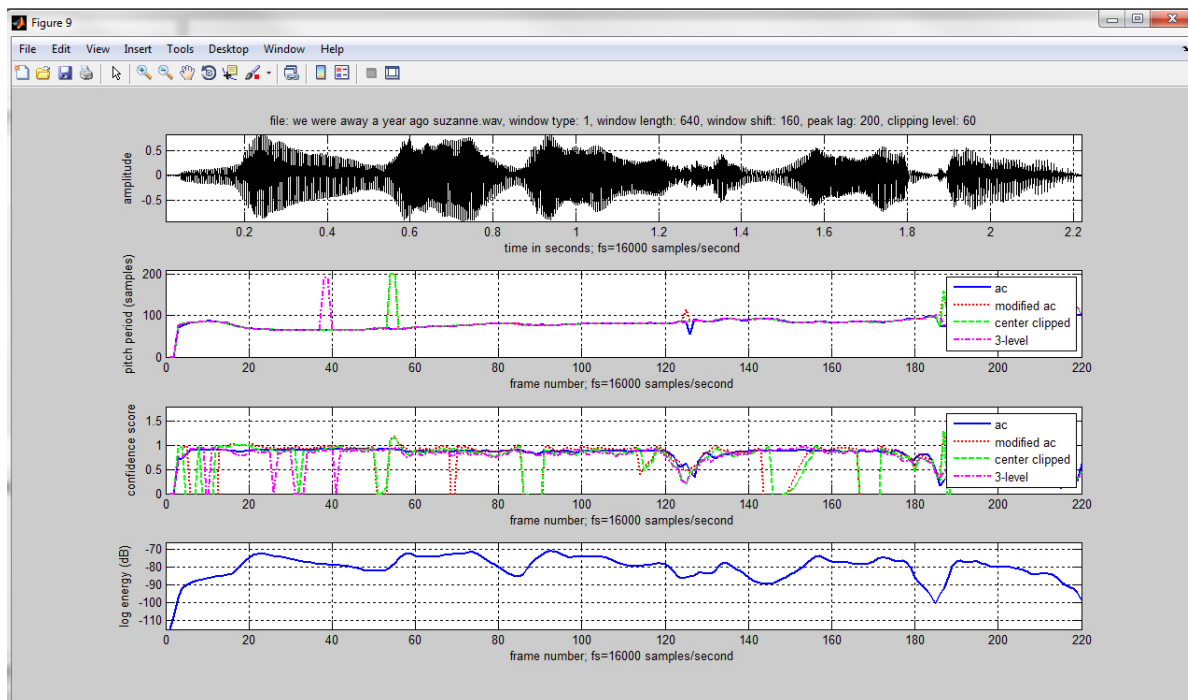 Figure 9
File Edit View Insert Tools Desktop Window Help
file: we were away a year ago suzanne.wav, window type: 1, window length: 640, window shift: 160, peak lag: 200, clipping level: 60
amplitude
0.5
0
-0.5
0.2 0.4 0.6 0.8 1 1.2 1.4 1.6 1.8 2 2.2
time in seconds; fs=16000 samples/second
pitch period (samples)
200
100
0
ac
modified ac
center clipped
3-level
0 20 40 60 80 100 120 140 160 180 200 220
frame number; fs=16000 samples/second
confidence score
1.5
1
0.5
0
ac
modified ac
center clipped
3-level
0 20 40 60 80 100 120 140 160 180 200 220
frame number; fs=16000 samples/second
log energy (dB)
-70
-80
-90
-100
-110
0 20 40 60 80 100 120 140 160 180 200 220
frame number; fs=16000 samples/second